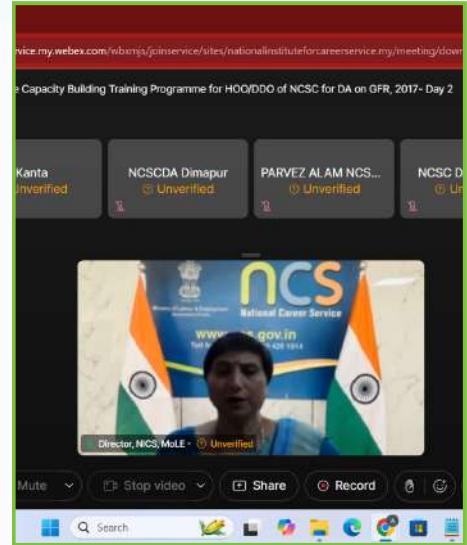 rvice.my.webex.com/wbxmjs/joinservice/sites/nationalinstituteforcareerservice.my/meeting/down
e Capacity Building Training Programme for HOO/DDO of NCSC for DA on GFR, 2017- Day 2
Kanta
Unverified
NCSCDA Dimapur
Unverified
PARVEZ ALAM NCS...
Unverified
NCSC D
Un
ncs
National Career Service
www.
.gov.in
Director, NICS, MoLE -
Unverified
Mute
Stop video
Share
Record
Search